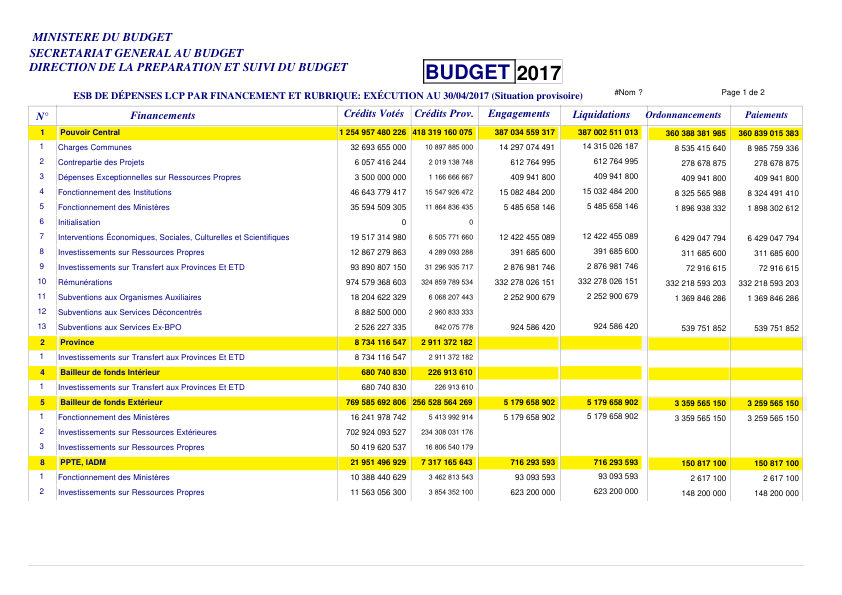 MINISTERE DU BUDGET
SECRETARIAT GENERAL AU BUDGET
DIRECTION DE LA PREPARATION ET SUIVI DU BUDGET
BUDGET 2017
ESB DE DÉPENSES LCP PAR FINANCEMENT ET RUBRIQUE: EXÉCUTION AU 30/04/2017 (Situation provisoire) #Nom ? Page 1 de 2
N° Financements Crédits Votés Crédits Prov. Engagements Liquidations Ordonnancements Paiements
1 Pouvoir Central 1 254 957 480 226 418 319 160 075 387 034 559 317 387 002 511 013 360 388 381 985 360 839 015 383
1 Charges Communes 32 693 655 000 10 897 885 000 14 297 074 491 14 315 026 187 8 535 415 640 8 985 759 336
2 Contrepartie des Projets 6 057 416 244 2 019 138 748 612 764 995 612 764 995 278 678 875 278 678 875
3 Dépenses Exceptionnelles sur Ressources Propres 3 500 000 000 1 166 666 667 409 941 800 409 941 800 409 941 800 409 941 800
4 Fonctionnement des Institutions 46 643 779 417 15 547 926 472 15 082 484 200 15 032 484 200 8 325 565 988 8 324 491 410
5 Fonctionnement des Ministères 35 594 509 305 11 864 836 435 5 485 658 146 5 485 658 146 1 896 938 332 1 898 302 612
6 Initialisation 0 0
7 Interventions Économiques, Sociales, Culturelles et Scientifiques 19 517 314 980 6 505 771 660 12 422 455 089 12 422 455 089 6 429 047 794 6 429 047 794
8 Investissements sur Ressources Propres 12 867 279 863 4 289 093 288 391 685 600 391 685 600 311 685 600 311 685 600
9 Investissements sur Transfert aux Provinces Et ETD 93 890 807 150 31 296 935 717 2 876 981 746 2 876 981 746 72 916 615 72 916 615
10 Rémunérations 974 579 368 603 324 859 789 534 332 278 026 151 332 278 026 151 332 218 593 203 332 218 593 203
11 Subventions aux Organismes Auxiliaires 18 204 622 329 6 068 207 443 2 252 900 679 2 252 900 679 1 369 846 286 1 369 846 286
12 Subventions aux Services Déconcentrés 8 882 500 000 2 960 833 333
13 Subventions aux Services Ex-BPO 2 526 227 335 842 075 778 924 586 420 924 586 420 539 751 852 539 751 852
2 Province 8 734 116 547 2 911 372 182
1 Investissements sur Transfert aux Provinces Et ETD 8 734 116 547 2 911 372 182
4 Bailleur de fonds Intérieur 680 740 830 226 913 610
1 Investissements sur Transfert aux Provinces Et ETD 680 740 830 226 913 610
5 Bailleur de fonds Extérieur 769 585 692 806 256 528 564 269 5 179 658 902 5 179 658 902 3 359 565 150 3 259 565 150
1 Fonctionnement des Ministères 16 241 978 742 5 413 992 914 5 179 658 902 5 179 658 902 3 359 565 150 3 259 565 150
2 Investissements sur Ressources Extérieures 702 924 093 527 234 308 031 176
3 Investissements sur Ressources Propres 50 419 620 537 16 806 540 179
8 PPTE, IADM 21 951 496 929 7 317 165 643 716 293 593 716 293 593 150 817 100 150 817 100
1 Fonctionnement des Ministères 10 388 440 629 3 462 813 543 93 093 593 93 093 593 2 617 100 2 617 100
2 Investissements sur Ressources Propres 11 563 056 300 3 854 352 100 623 200 000 623 200 000 148 200 000 148 200 000